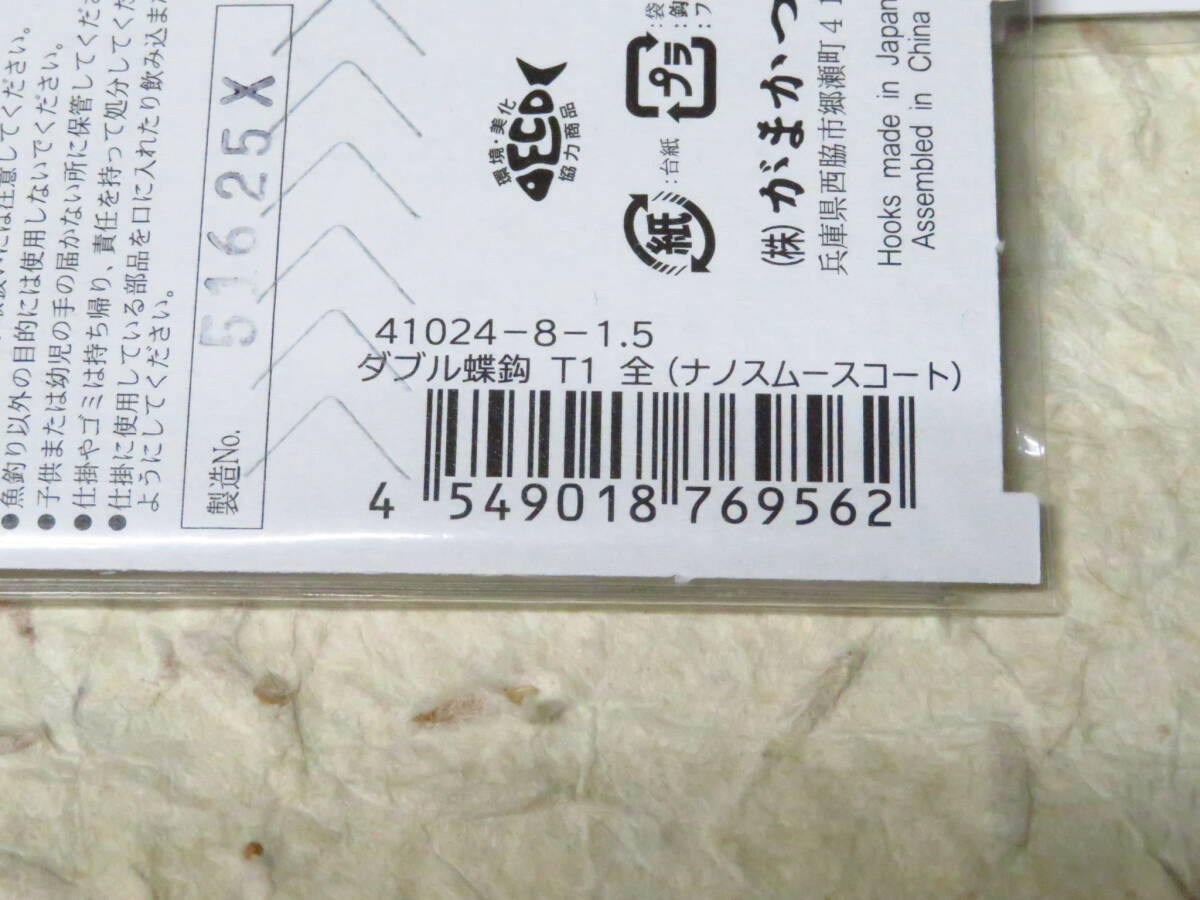 魚釣り以外の目的には使用しないでください。
子供または幼児の手の届かない所に保管してくだ
仕掛やゴミは持ち帰り、責任を持って処分してくだ
仕掛に使用している部品を口に入れたり飲み込また
ようにしてください。
製造No.
51625X
環境・美化
ECO
協力商品
プラ
:袋
紙
:台紙
(株)がまかつ
兵庫県西脇市郷瀬町41
Hooks made in Japan
Assembled in China
41024-8-1.5
ダブル蝶鈎 T1 全(ナノスムースコート)
4 549018 769562